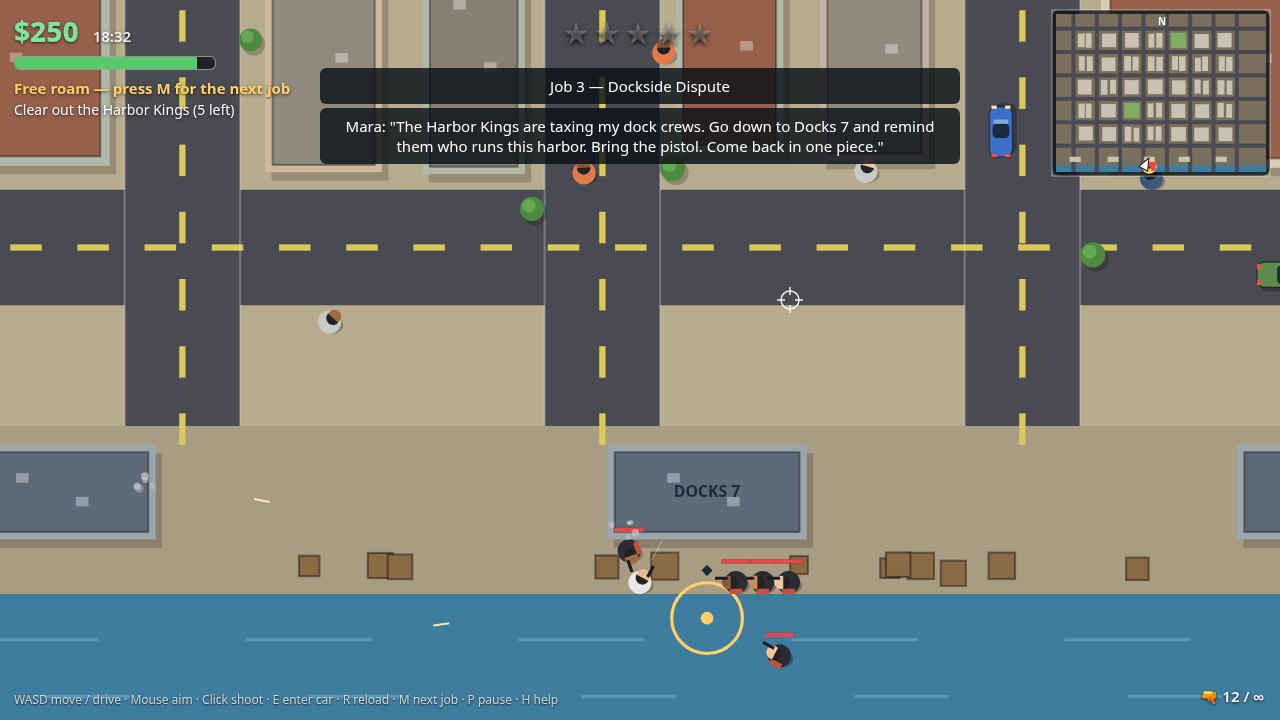 $250 18:32
N
Free roam — press M for the next job
Clear out the Harbor Kings (5 left)
Job 3 — Dockside Dispute
Mara: "The Harbor Kings are taxing my dock crews. Go down to Docks 7 and remind
them who runs this harbor. Bring the pistol. Come back in one piece."
DOCKS 7
WASD move / drive · Mouse aim · Click shoot · E enter car · R reload · M next job · P pause · H help
12 / ∞